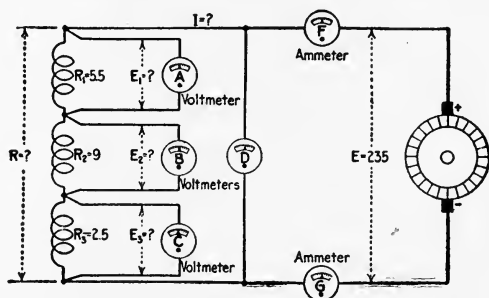 I=?
F
Ammeter
R₁=5.5
E₁=?
A
Voltmeter
+
R=?
R₂=9
E₂=?
B
Voltmeters
D
E=235
R₃=2.5
E₃=?
C
Voltmeter
-
Ammeter
G